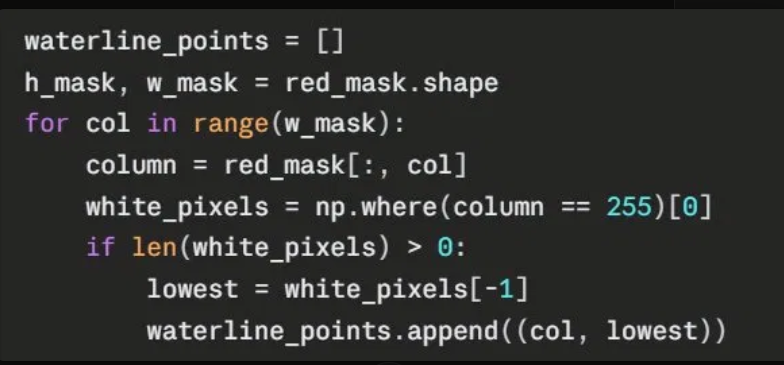 waterline_points = []
h_mask, w_mask = red_mask.shape
for col in range(w_mask):
    column = red_mask[:, col]
    white_pixels = np.where(column == 255)[0]
    if len(white_pixels) > 0:
        lowest = white_pixels[-1]
        waterline_points.append((col, lowest))